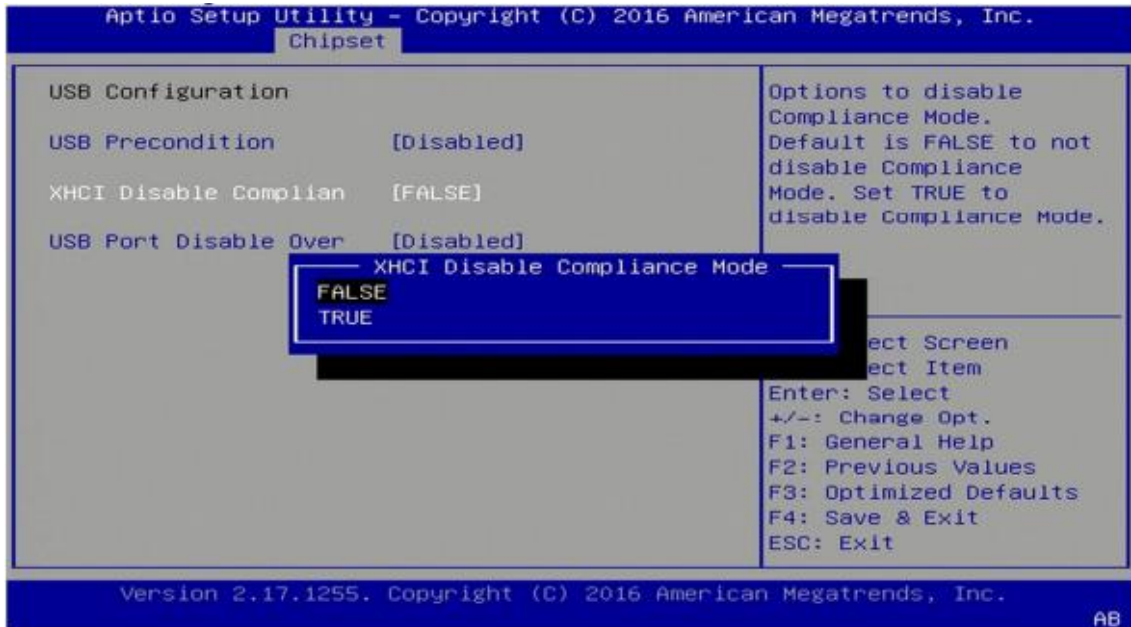 Aptio Setup Utility – Copyright (C) 2016 American Megatrends, Inc.
Chipset
USB Configuration
USB Precondition [Disabled]
XHCI Disable Complian [FALSE]
USB Port Disable Over [Disabled]
XHCI Disable Compliance Mode
FALSE
TRUE
Options to disable
Compliance Mode.
Default is FALSE to not
disable Compliance
Mode. Set TRUE to
disable Compliance Mode.
ect Screen
ect Item
Enter: Select
+/-: Change Opt.
F1: General Help
F2: Previous Values
F3: Optimized Defaults
F4: Save & Exit
ESC: Exit
Version 2.17.1255. Copyright (C) 2016 American Megatrends, Inc.
AB